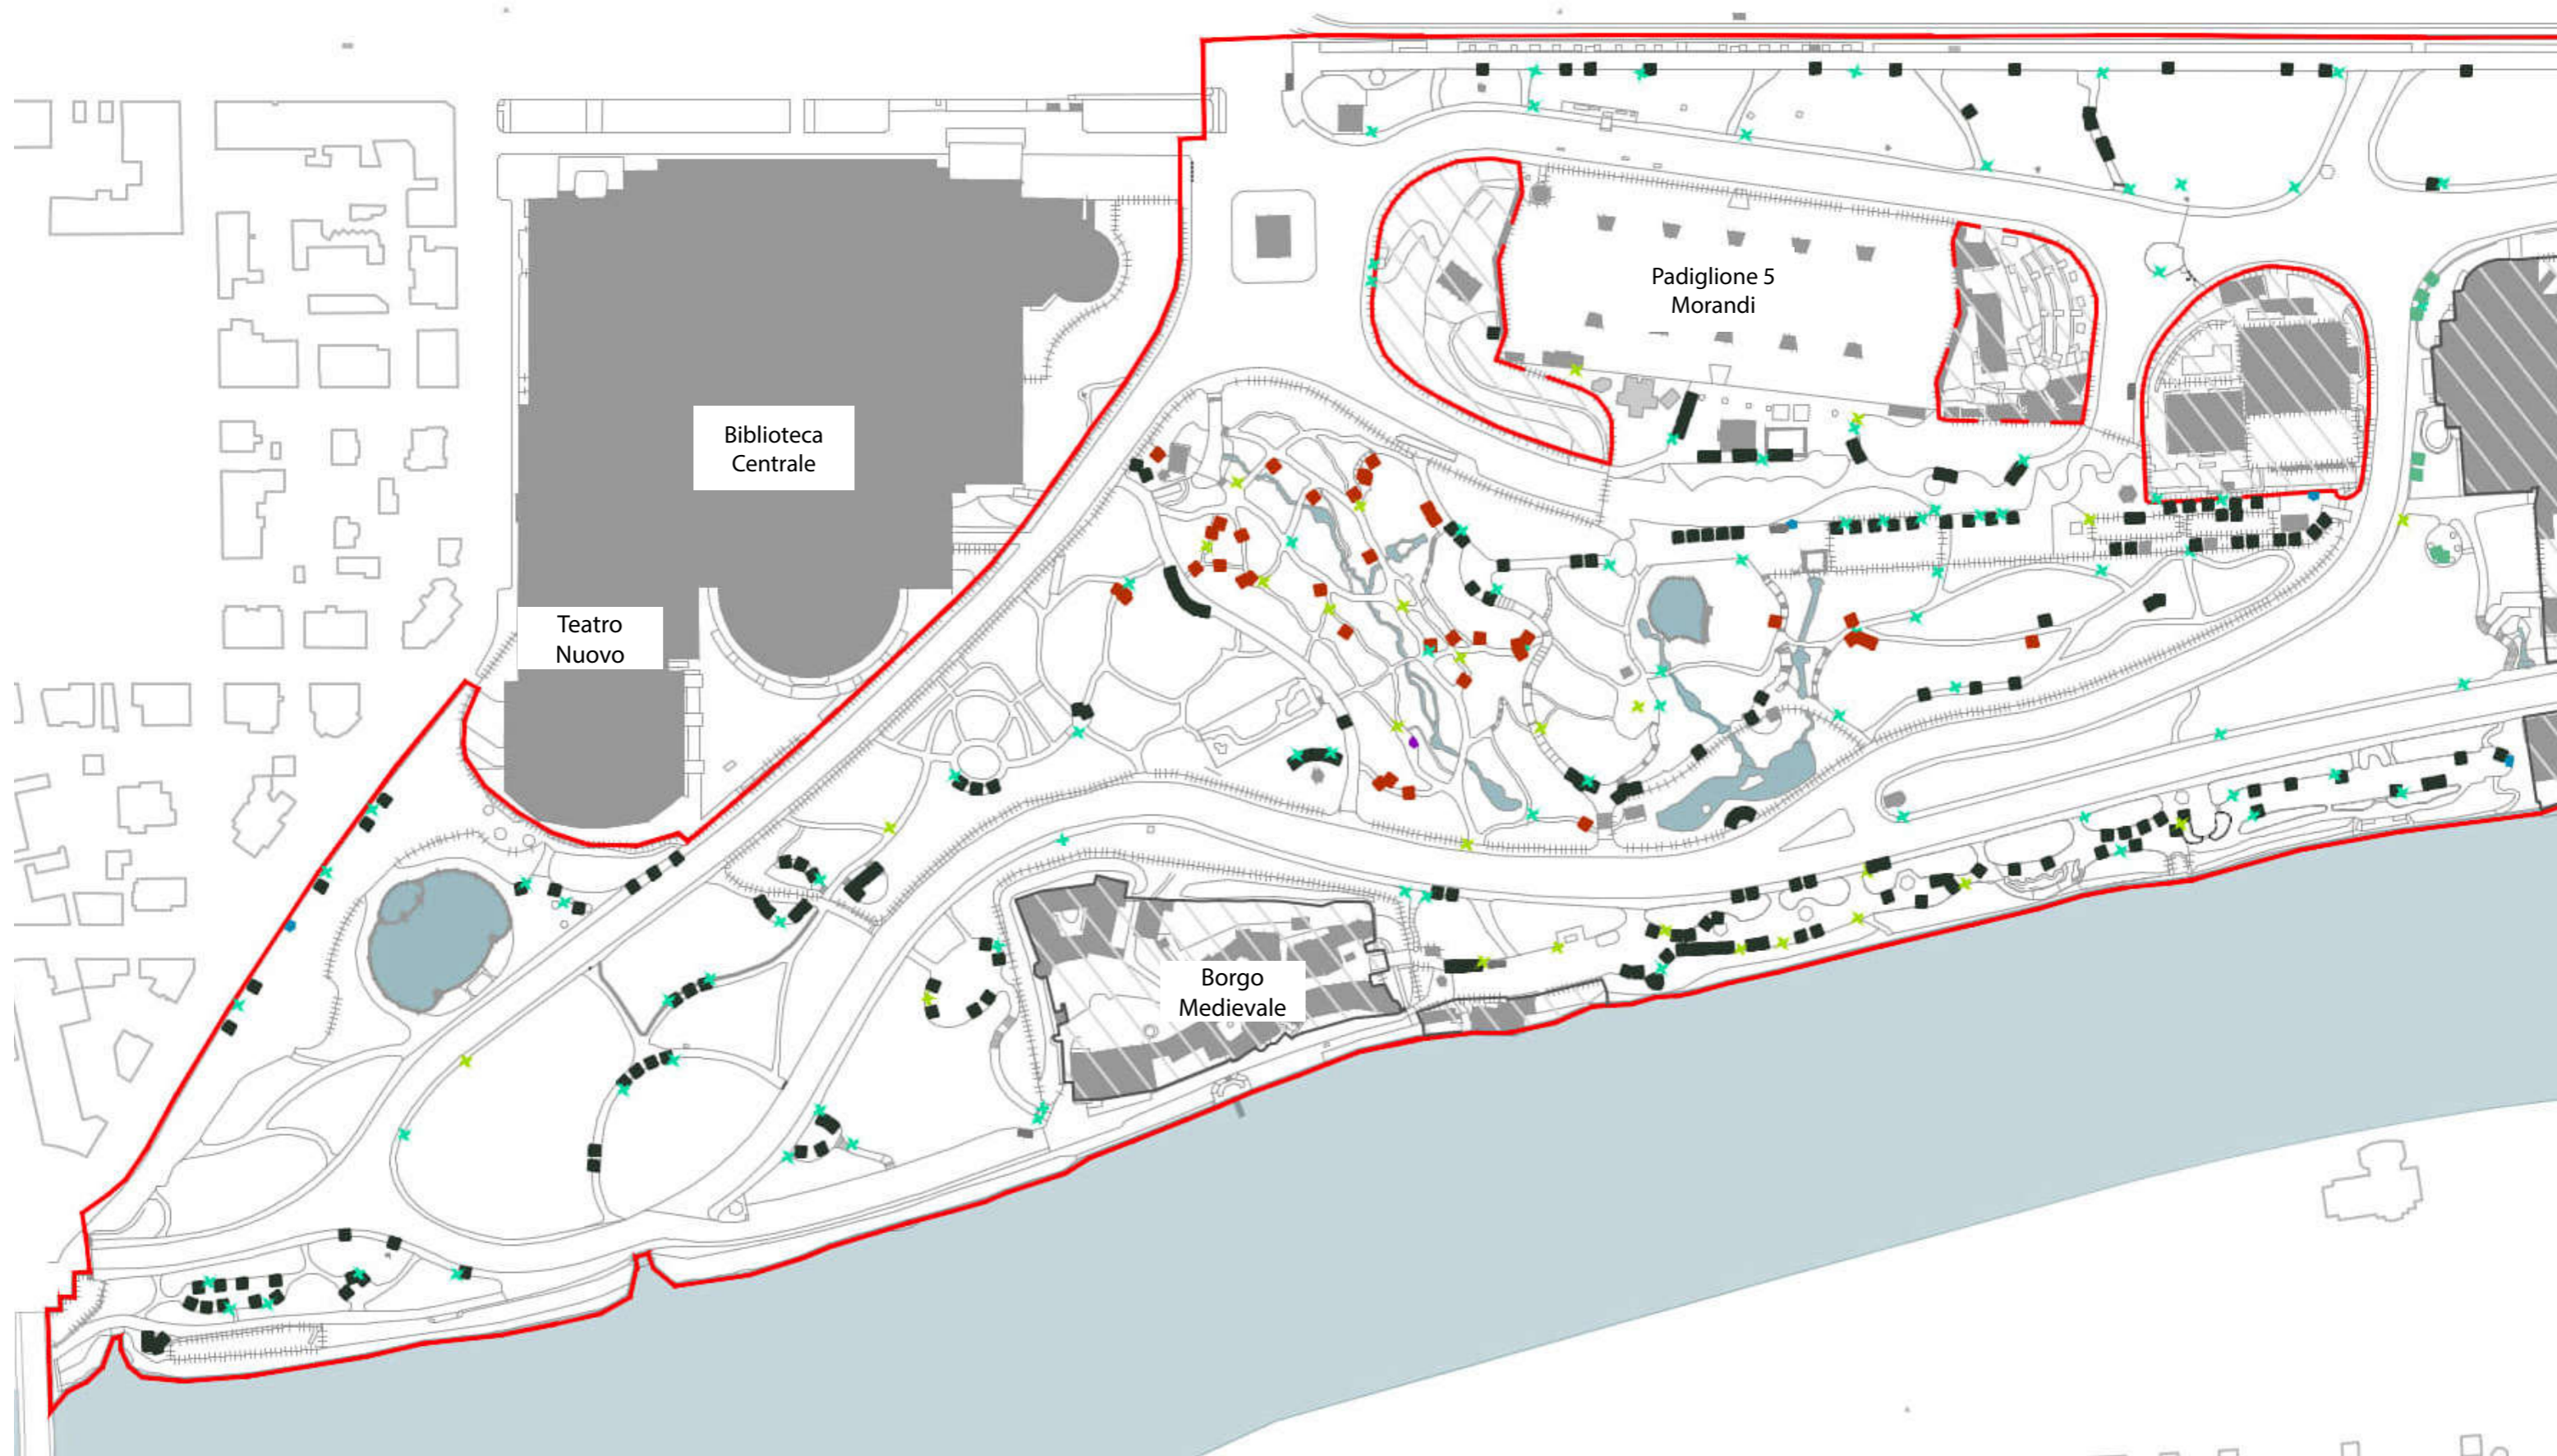 Padiglione 5
Morandi
Biblioteca
Centrale
Teatro
Nuovo
Borgo
Medievale